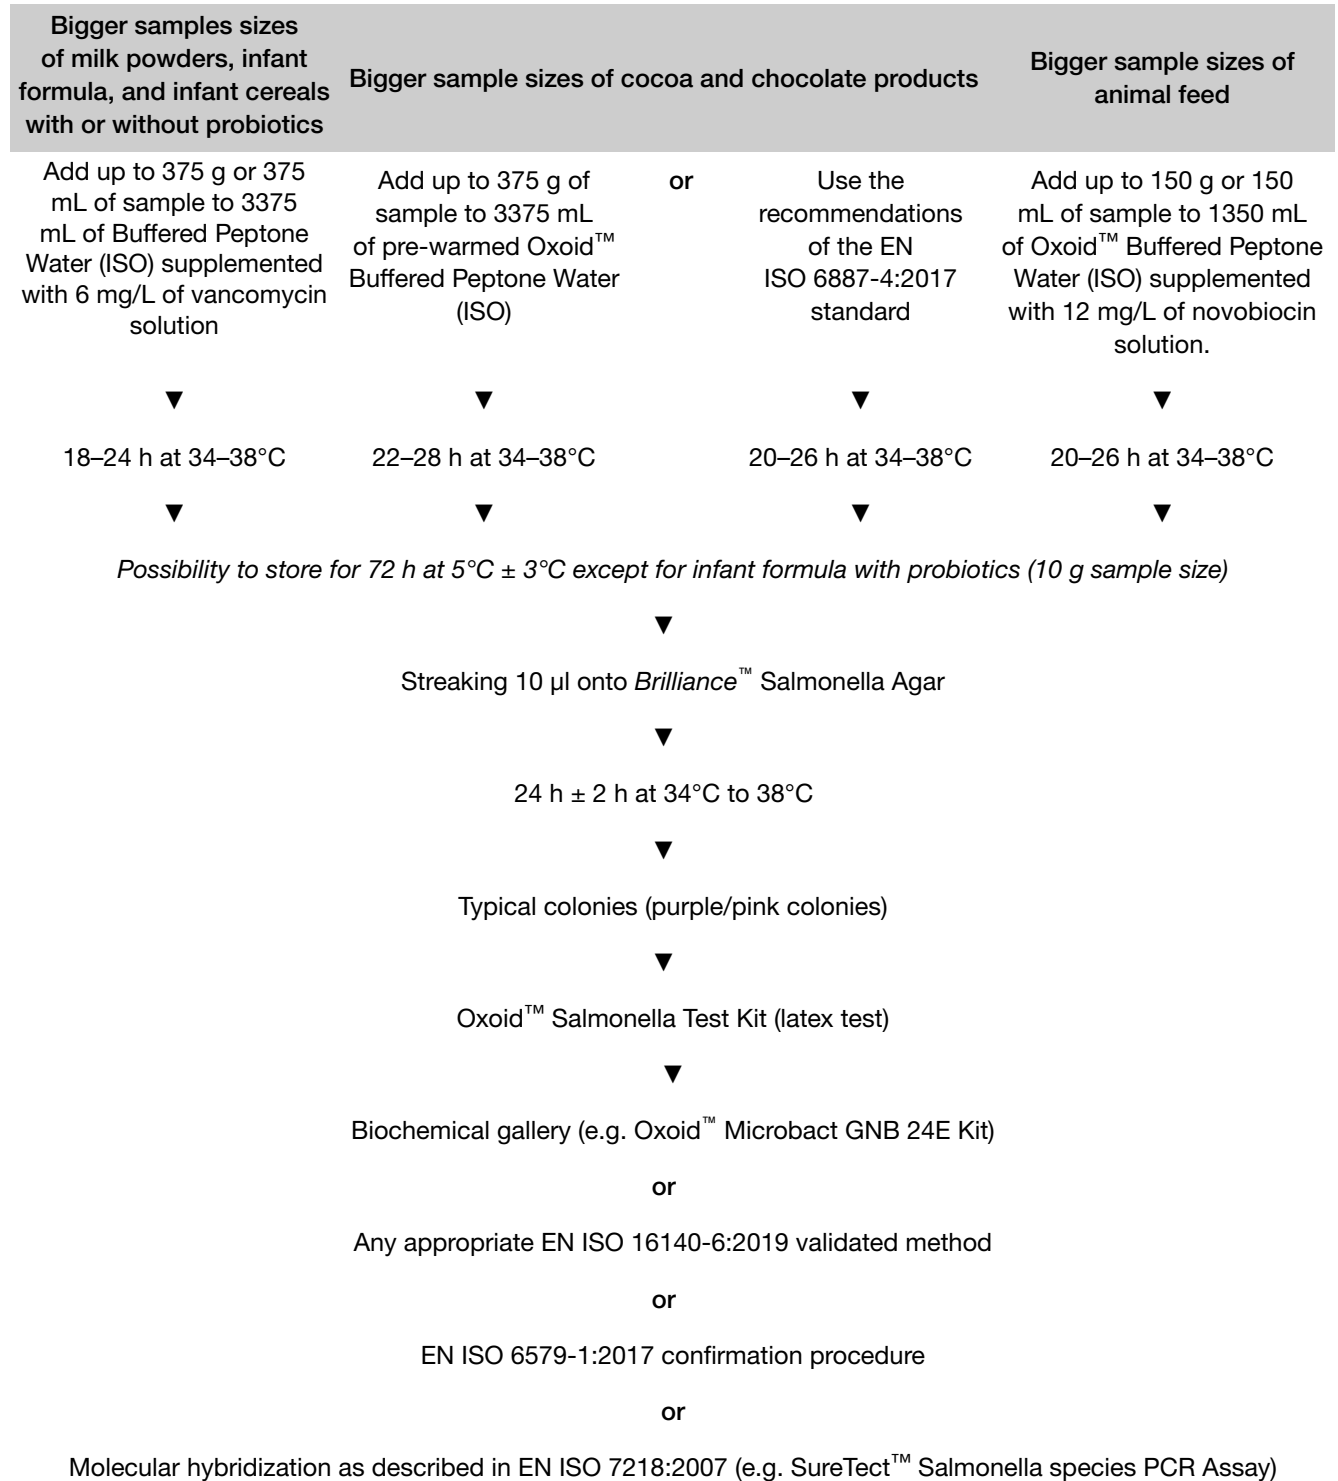 Bigger samples sizes
of milk powders, infant
formula, and infant cereals
with or without probiotics
Bigger sample sizes of cocoa and chocolate products
Bigger sample sizes of
animal feed
Add up to 375 g or 375
mL of sample to 3375
mL of Buffered Peptone
Water (ISO) supplemented
with 6 mg/L of vancomycin
solution
Add up to 375 g of
sample to 3375 mL
of pre-warmed Oxoid™
Buffered Peptone Water
(ISO)
or
Use the
recommendations
of the EN
ISO 6887-4:2017
standard
Add up to 150 g or 150
mL of sample to 1350 mL
of Oxoid™ Buffered Peptone
Water (ISO) supplemented
with 12 mg/L of novobiocin
solution.
▼ ▼ ▼ ▼
18–24 h at 34–38°C
22–28 h at 34–38°C
20–26 h at 34–38°C
20–26 h at 34–38°C
▼ ▼ ▼ ▼
Possibility to store for 72 h at 5°C ± 3°C except for infant formula with probiotics (10 g sample size)
▼
Streaking 10 µl onto Brilliance™ Salmonella Agar
▼
24 h ± 2 h at 34°C to 38°C
▼
Typical colonies (purple/pink colonies)
▼
Oxoid™ Salmonella Test Kit (latex test)
▼
Biochemical gallery (e.g. Oxoid™ Microbact GNB 24E Kit)
or
Any appropriate EN ISO 16140-6:2019 validated method
or
EN ISO 6579-1:2017 confirmation procedure
or
Molecular hybridization as described in EN ISO 7218:2007 (e.g. SureTect™ Salmonella species PCR Assay)